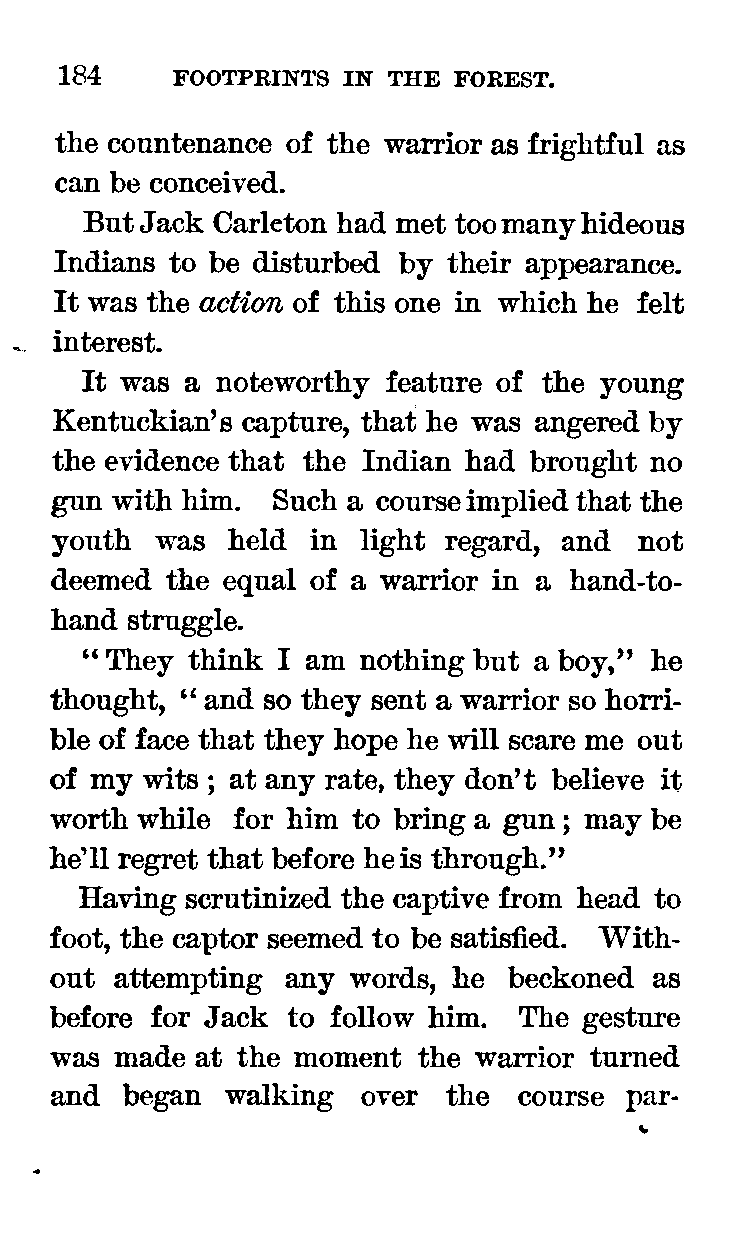 184 FOOTPRINTS IN THE FOREST.
the countenance of the warrior as frightful as
can be conceived.
But Jack Carleton had met too many hideous
Indians to be disturbed by their appearance.
It was the action of this one in which he felt
interest.
It was a noteworthy feature of the young
Kentuckian's capture, that he was angered by
the evidence that the Indian had brought no
gun with him. Such a course implied that the
youth was held in light regard, and not
deemed the equal of a warrior in a hand-to-
hand struggle.
"They think I am nothing but a boy," he
thought, "and so they sent a warrior so horri-
ble of face that they hope he will scare me out
of my wits; at any rate, they don't believe it
worth while for him to bring a gun; may be
he'll regret that before he is through."
Having scrutinized the captive from head to
foot, the captor seemed to be satisfied. With-
out attempting any words, he beckoned as
before for Jack to follow him. The gesture
was made at the moment the warrior turned
and began walking over the course par-